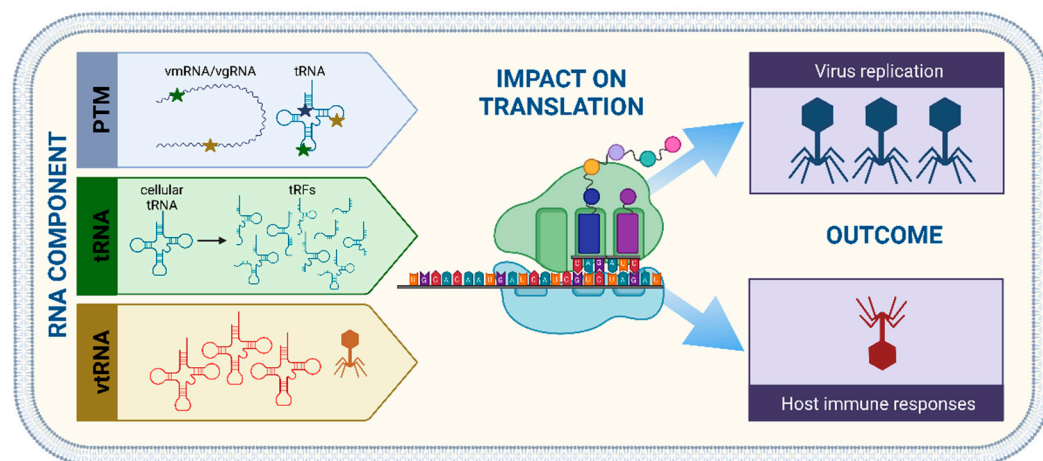 RNA COMPONENT
PTM
vmRNA/vgRNA
tRNA
tRNA
cellular
tRNA
tRFs
vtRNA
IMPACT ON
TRANSLATION
Virus replication
OUTCOME
Host immune responses